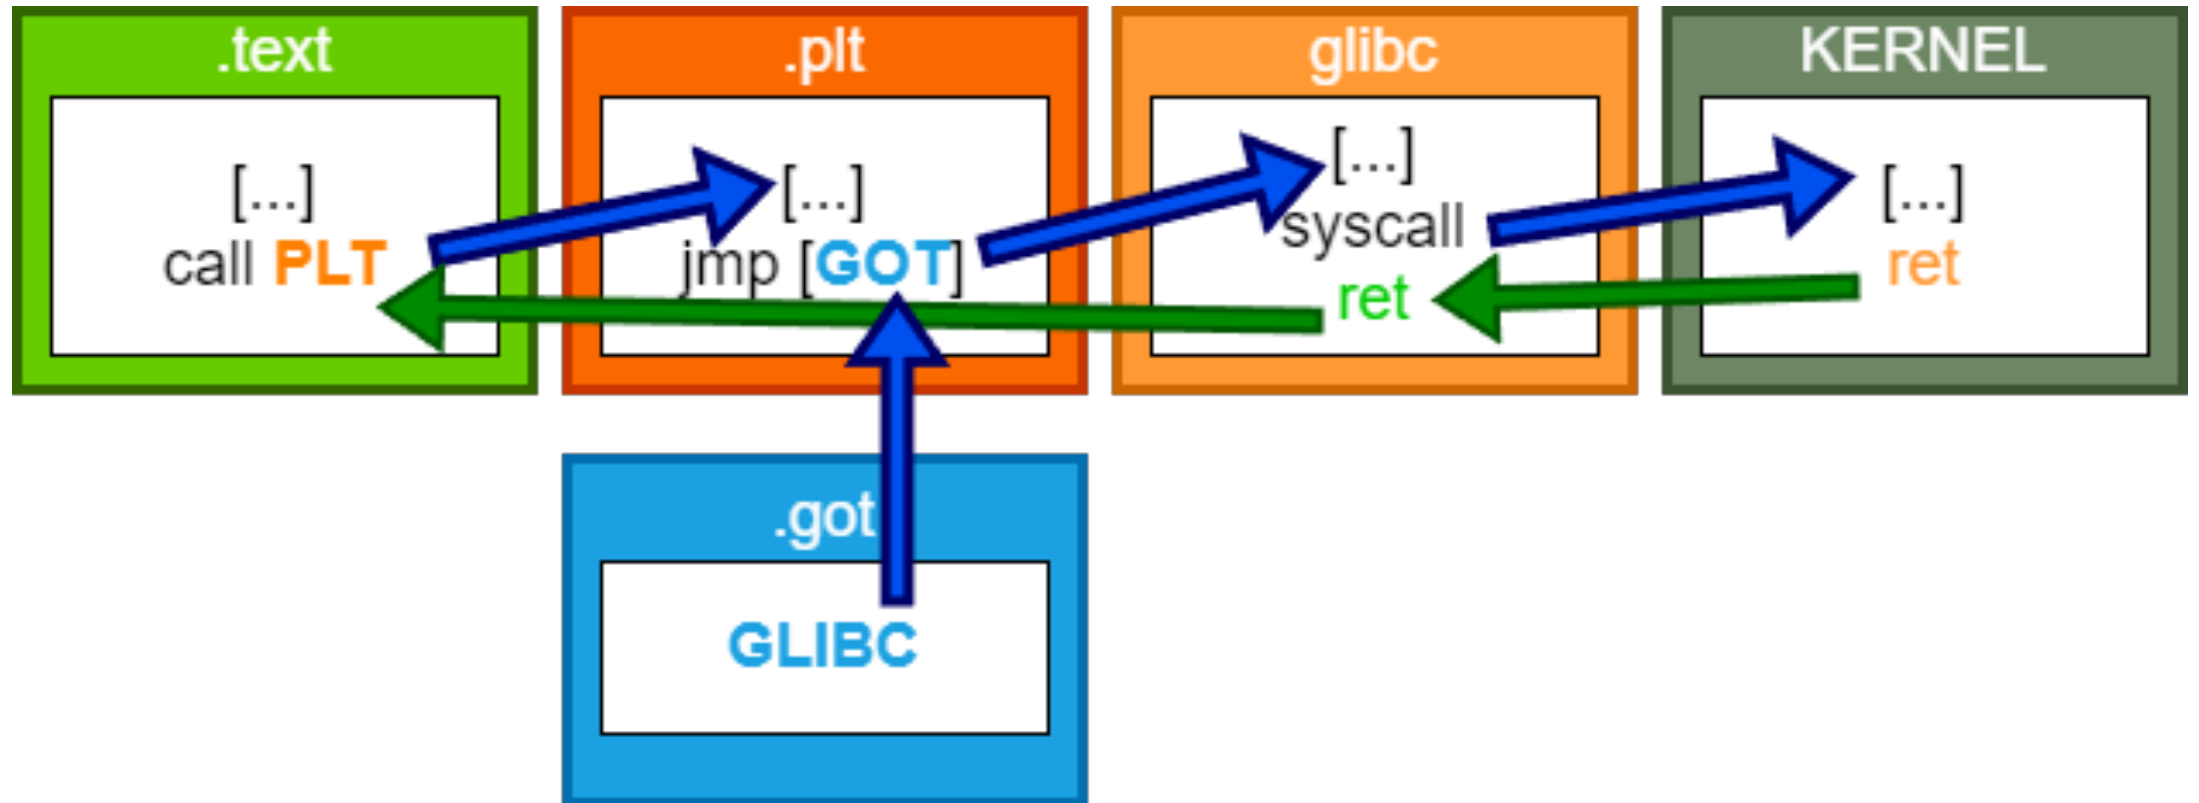 .text
[...]
call PLT
.plt
[...]
jmp [GOT]
glibc
[...]
syscall
ret
KERNEL
[...]
ret
.got
GLIBC